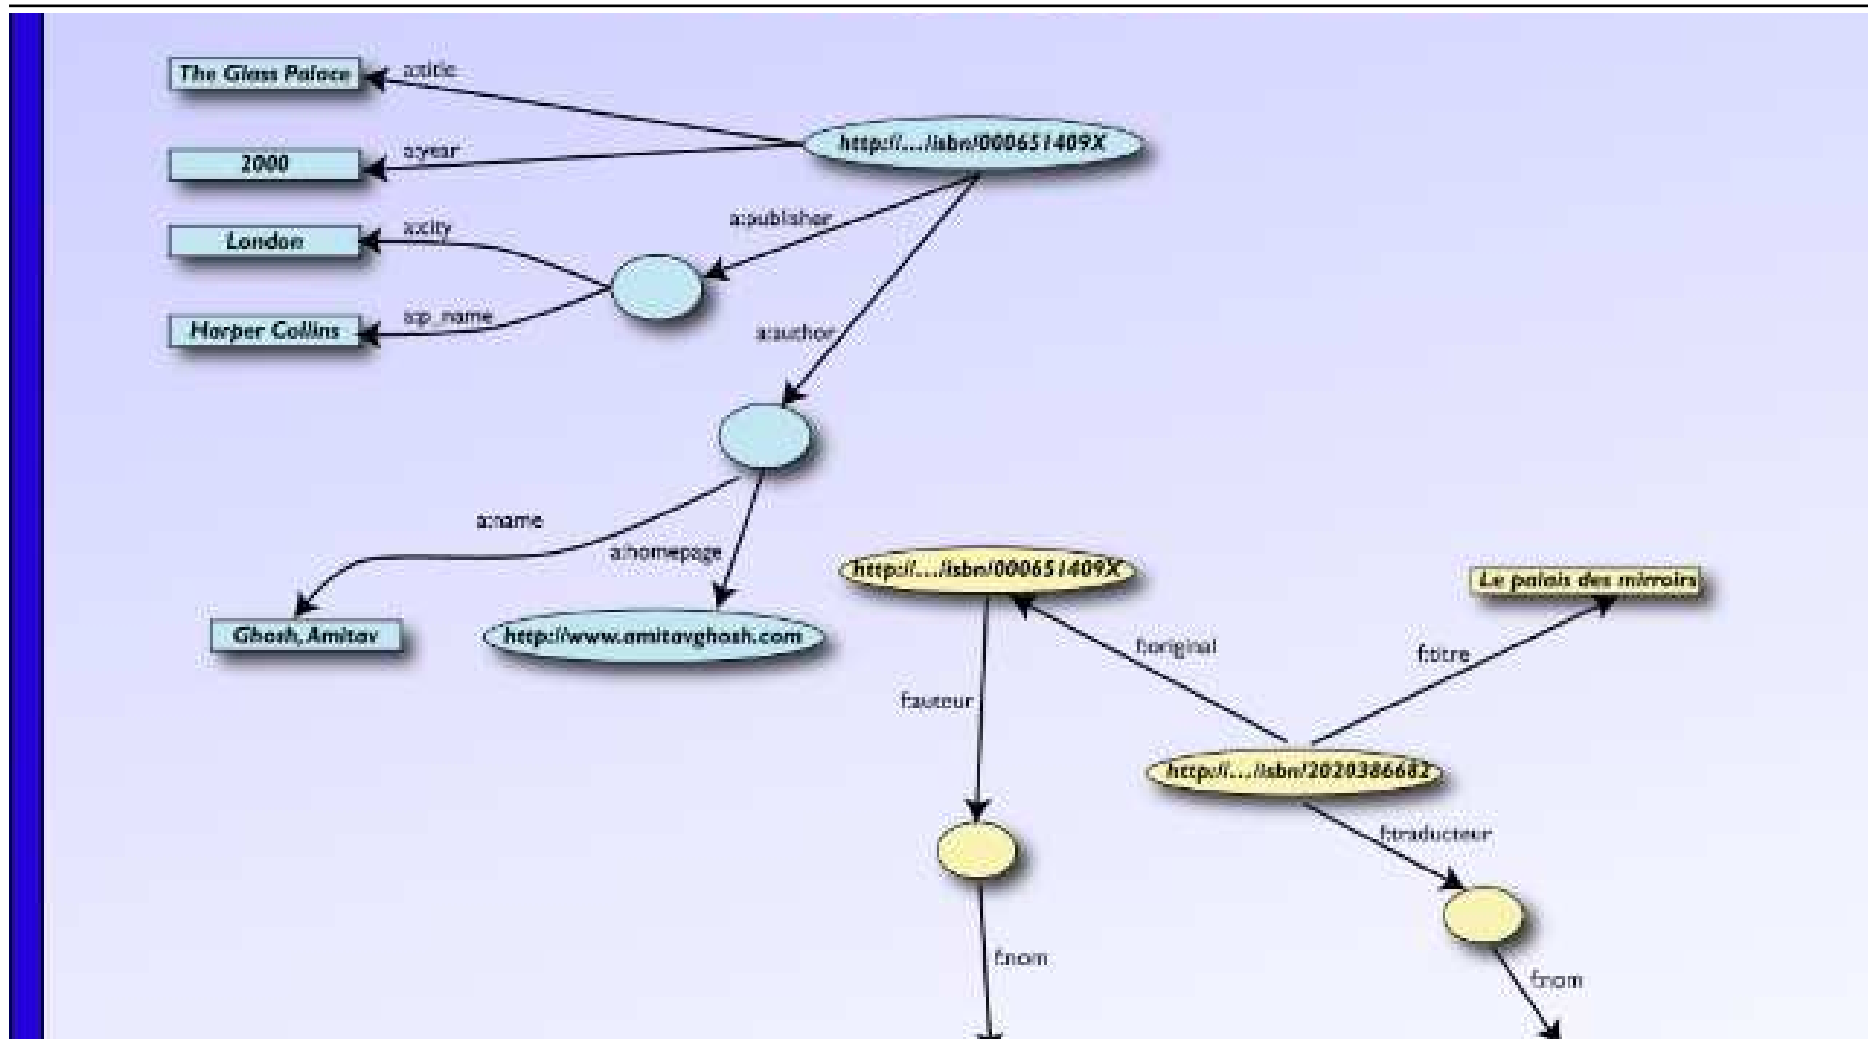 The Glass Palace
a:title
http://…/isbn/000651409X
2000
a:year
a:publisher
London
a:city
Harper Collins
a:p_name
a:author
a:name
a:homepage
Ghosh, Amitav
http://www.amitavghosh.com
http://…/isbn/000651409X
Le palais des mirroirs
f:original
f:titre
f:auteur
http://…/isbn/2020386682
f:traducteur
f:nom
f:nom